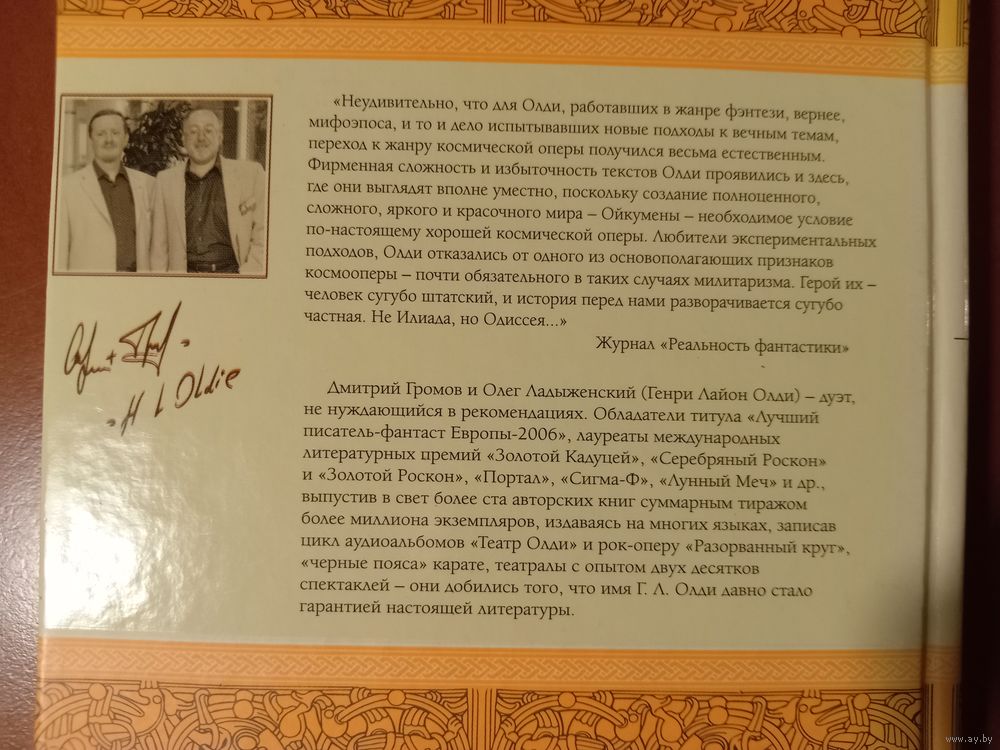 «Неудивительно, что для Олди, работавших в жанре фэнтези, вернее,
мифоэпоса, и то и дело испытывавших новые подходы к вечным темам,
переход к жанру космической оперы получился весьма естественным.
Фирменная сложность и избыточность текстов Олди проявились и здесь,
где они выглядят вполне уместно, поскольку создание полноценного,
сложного, яркого и красочного мира – Ойкумены – необходимое условие
по-настоящему хорошей космической оперы. Любители экспериментальных
подходов, Олди отказались от одного из основополагающих признаков
космооперы – почти обязательного в таких случаях милитаризма. Герой их –
человек сугубо штатский, и история перед нами разворачивается сугубо
частная. Не Илиада, но Одиссея...»
Журнал «Реальность фантастики»
H L Oldie
Дмитрий Громов и Олег Ладыженский (Генри Лайон Олди) – дуэт,
не нуждающийся в рекомендациях. Обладатели титула «Лучший
писатель-фантаст Европы-2006», лауреаты международных
литературных премий «Золотой Кадуцей», «Серебряный Роскон»
и «Золотой Роскон», «Портал», «Сигма-Ф», «Лунный Меч» и др.,
выпустив в свет более ста авторских книг суммарным тиражом
более миллиона экземпляров, издаваясь на многих языках, записав
цикл аудиоальбомов «Театр Олди» и рок-оперу «Разорванный круг»,
«черные пояса» каратэ, театралы с опытом двух десятков
спектаклей – они добились того, что имя Г. Л. Олди давно стало
гарантией настоящей литературы.
www.ay.by